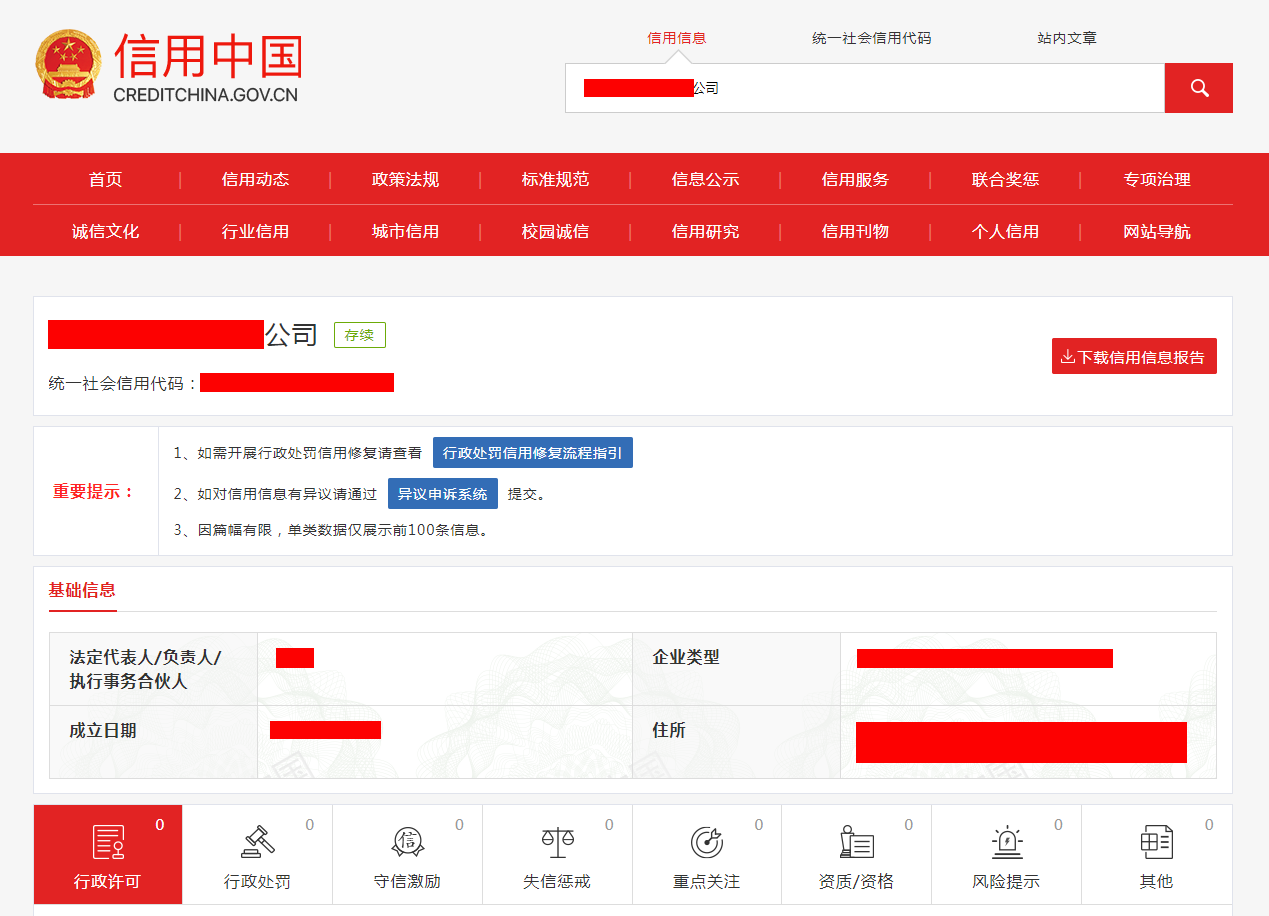 信用中国
CREDITCHINA.GOV.CN
信用信息 统一社会信用代码 站内文章
公司
首页 信用动态 政策法规 标准规范 信息公示 信用服务 联合奖惩 专项治理
诚信文化 行业信用 城市信用 校园诚信 信用研究 信用刊物 个人信用 网站导航
公司 存续
下载信用信息报告
统一社会信用代码：
重要提示：
1、如需开展行政处罚信用修复请查看 行政处罚信用修复流程指引
2、如对信用信息有异议请通过 异议申诉系统 提交。
3、因篇幅有限，单类数据仅展示前100条信息。
基础信息
法定代表人/负责人/
执行事务合伙人
企业类型
成立日期 住所
0 0 0 0 0 0 0 0
行政许可 行政处罚 守信激励 失信惩戒 重点关注 资质/资格 风险提示 其他